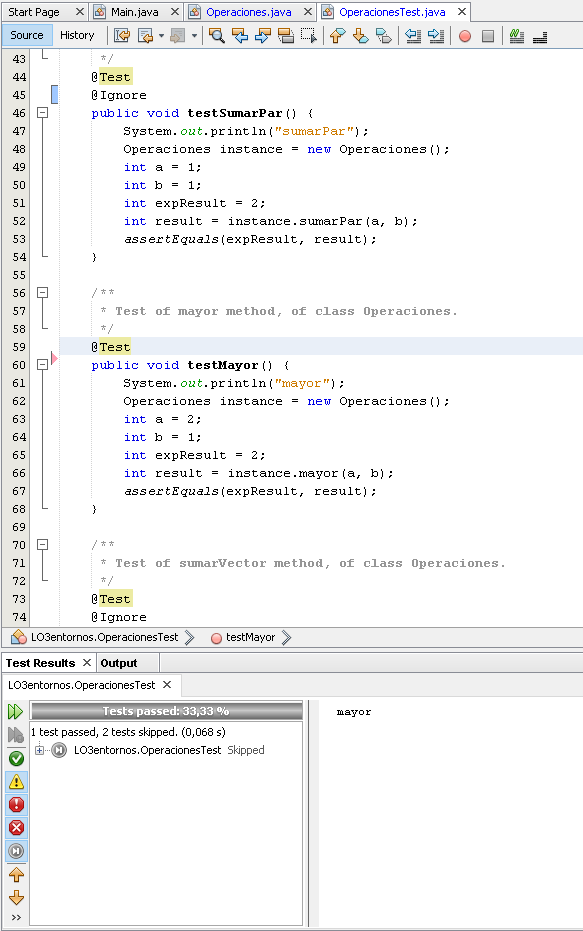 Start Page Main.java Operaciones.java OperacionesTest.java
Source History
43 */
44 @Test
45 @Ignore
46 public void testSumarPar() {
47 System.out.println("sumarPar");
48 Operaciones instance = new Operaciones();
49 int a = 1;
50 int b = 1;
51 int expResult = 2;
52 int result = instance.sumarPar(a, b);
53 assertEquals(expResult, result);
54 }
55
56 /**
57 * Test of mayor method, of class Operaciones.
58 */
59 @Test
60 public void testMayor() {
61 System.out.println("mayor");
62 Operaciones instance = new Operaciones();
63 int a = 2;
64 int b = 1;
65 int expResult = 2;
66 int result = instance.mayor(a, b);
67 assertEquals(expResult, result);
68 }
69
70 /**
71 * Test of sumarVector method, of class Operaciones.
72 */
73 @Test
74 @Ignore
LO3entornos.OperacionesTest testMayor
Test Results Output
LO3entornos.OperacionesTest
Tests passed: 33,33 %
1 test passed, 2 tests skipped. (0,068 s)
LO3entornos.OperacionesTest Skipped
mayor